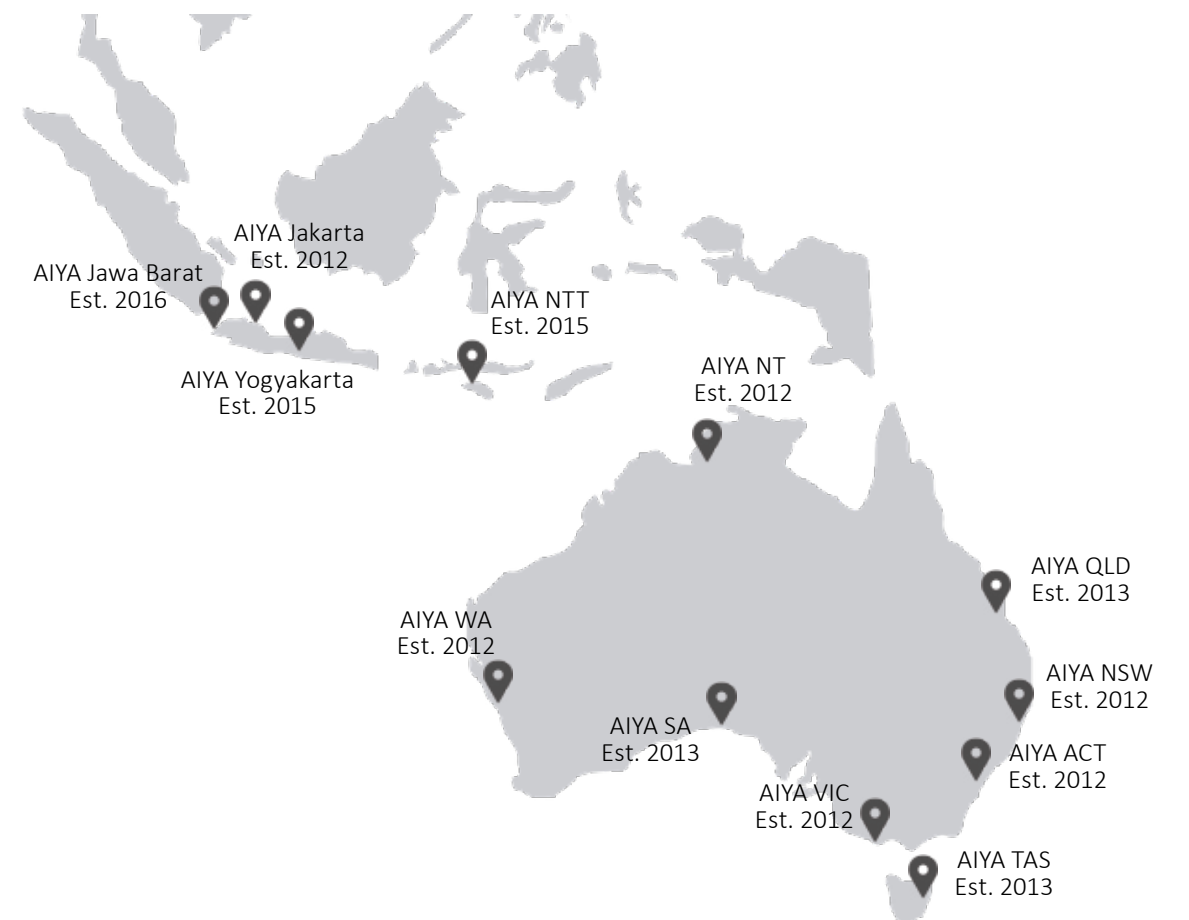 AIYA Jakarta
Est. 2012
AIYA Jawa Barat
Est. 2016
AIYA NTT
Est. 2015
AIYA Yogyakarta
Est. 2015
AIYA NT
Est. 2012
AIYA QLD
Est. 2013
AIYA WA
Est. 2012
AIYA NSW
Est. 2012
AIYA SA
Est. 2013
AIYA ACT
Est. 2012
AIYA VIC
Est. 2012
AIYA TAS
Est. 2013